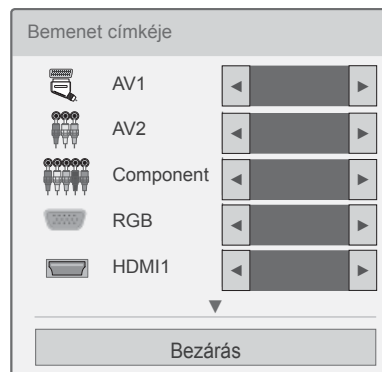 Bemenet címkéje
AV1
AV2
Component
RGB
HDMI1
Bezárás